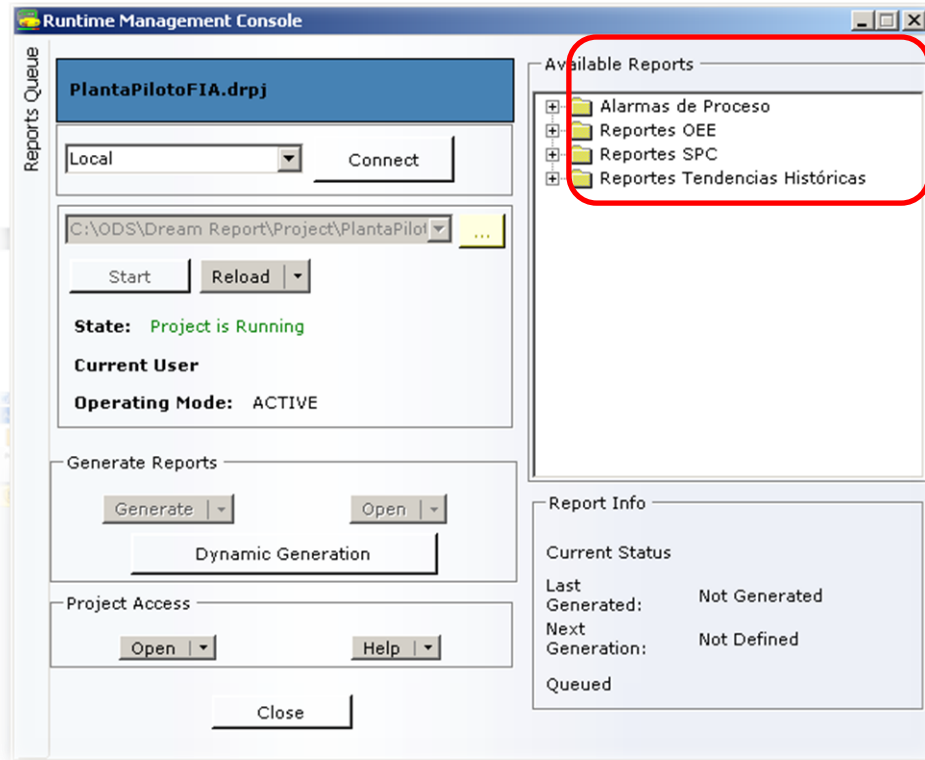 Runtime Management Console
Reports Queue
PlantaPilotoFIA.drpj
Local
Connect
C:\ODS\Dream Report\Project\PlantaPilot
...
Start
Reload
State: Project is Running
Current User
Operating Mode: ACTIVE
Generate Reports
Generate
Open
Dynamic Generation
Project Access
Open
Help
Close
Available Reports
Alarmas de Proceso
Reportes OEE
Reportes SPC
Reportes Tendencias Históricas
Report Info
Current Status
Last
Generated: Not Generated
Next
Generation: Not Defined
Queued